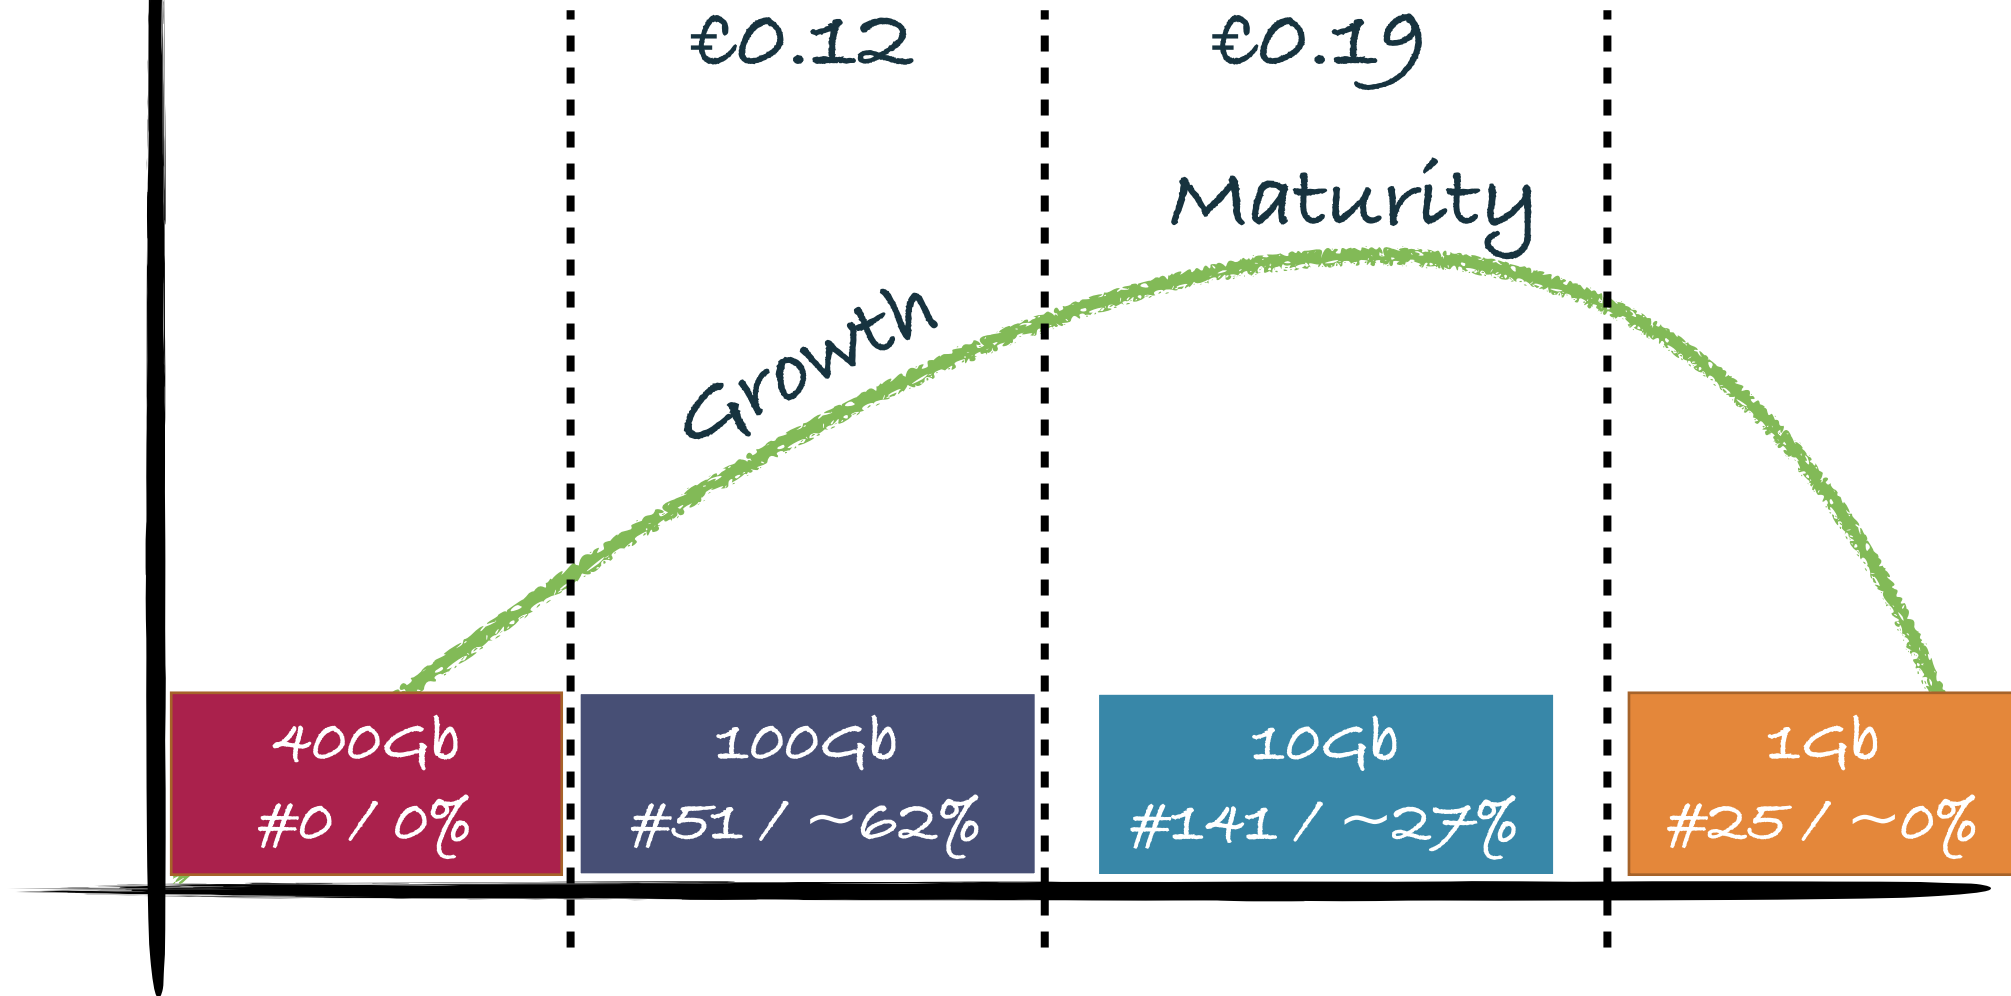 €0.12
€0.19
Maturity
Growth
400Gb
#0 / 0%
100Gb
#51 / ~62%
10Gb
#141 / ~27%
1Gb
#25 / ~0%